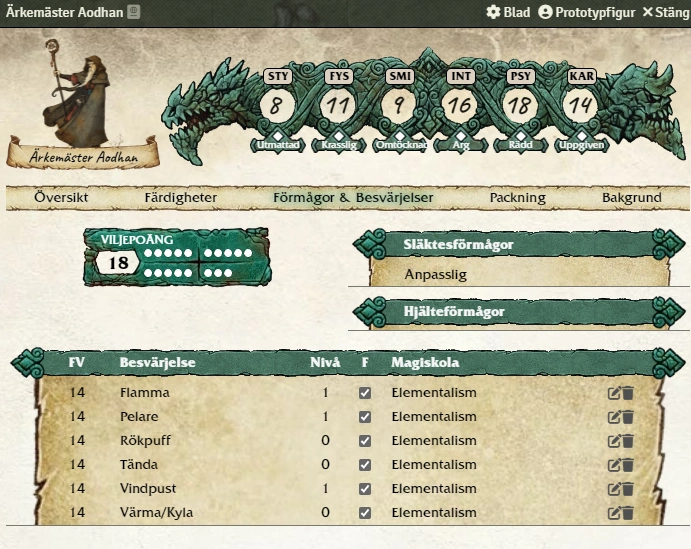 Ärkemäster Aodhan Blad Prototypfigur Stäng
STY FYS SMI INT PSY KAR
8 11 9 16 18 14
Utmattad Krasslig Omtöcknad Arg Rädd Uppgiven
Ärkemäster Aodhan
Översikt Färdigheter Förmågor & Besvärjelser Packning Bakgrund
VILJEPOÄNG
18
Släktesförmågor
Anpasslig
Hjälteförmågor
FV Besvärjelse Nivå F Magiskola
14 Flamma 1 Elementalism
14 Pelare 1 Elementalism
14 Rökpuff 0 Elementalism
14 Tända 0 Elementalism
14 Vindpust 1 Elementalism
14 Värma/Kyla 0 Elementalism